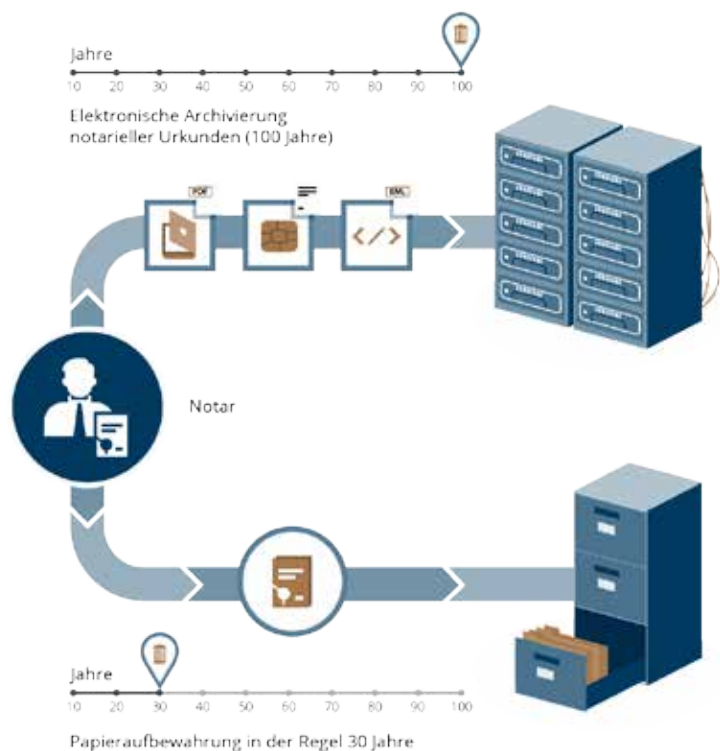 Jahre
10 20 30 40 50 60 70 80 90 100
Elektronische Archivierung
notarieller Urkunden (100 Jahre)
PDF
XML
Notar
Jahre
10 20 30 40 50 60 70 80 90 100
Papieraufbewahrung in der Regel 30 Jahre